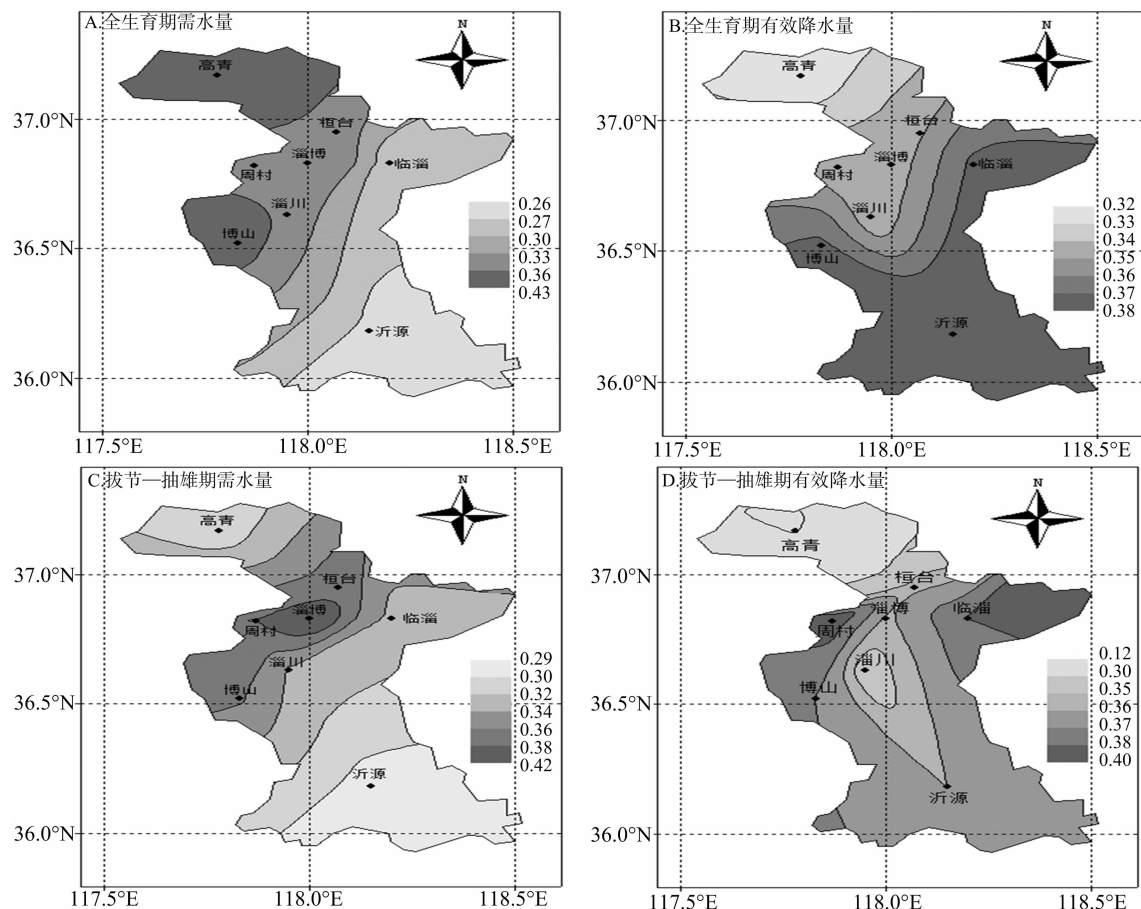 A.全生育期需水量
N
高青
37.0°N
桓台
淄博
临淄
周村
淄川
0.26
0.27
博山
0.30
36.5°N
0.33
0.36
0.43
沂源
36.0°N
117.5°E
118.0°E
118.5°E
B.全生育期有效降水量
N
高青
37.0°N
桓台
淄博
临淄
周村
淄川
0.32
0.33
0.34
36.5°N
博山
0.35
0.36
0.37
0.38
沂源
36.0°N
117.5°E
118.0°E
118.5°E
C.拔节—抽雄期需水量
N
高青
37.0°N
桓台
淄博
临淄
周村
淄川
0.29
0.30
博山
0.32
36.5°N
0.34
0.36
0.38
0.42
沂源
36.0°N
117.5°E
118.0°E
118.5°E
D.拔节—抽雄期有效降水量
N
高青
37.0°N
桓台
淄博
临淄
周村
淄川
0.12
0.30
博山
0.35
36.5°N
0.36
0.37
0.38
0.40
沂源
36.0°N
117.5°E
118.0°E
118.5°E